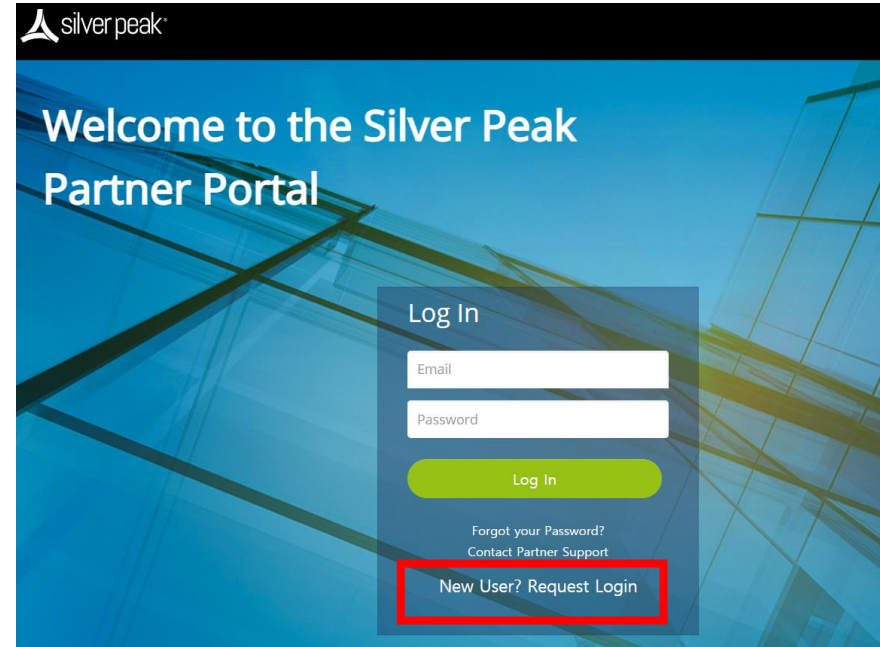 silver peak
Welcome to the Silver Peak
Partner Portal
Log In
Email
Password
Log In
Forgot your Password?
Contact Partner Support
New User? Request Login